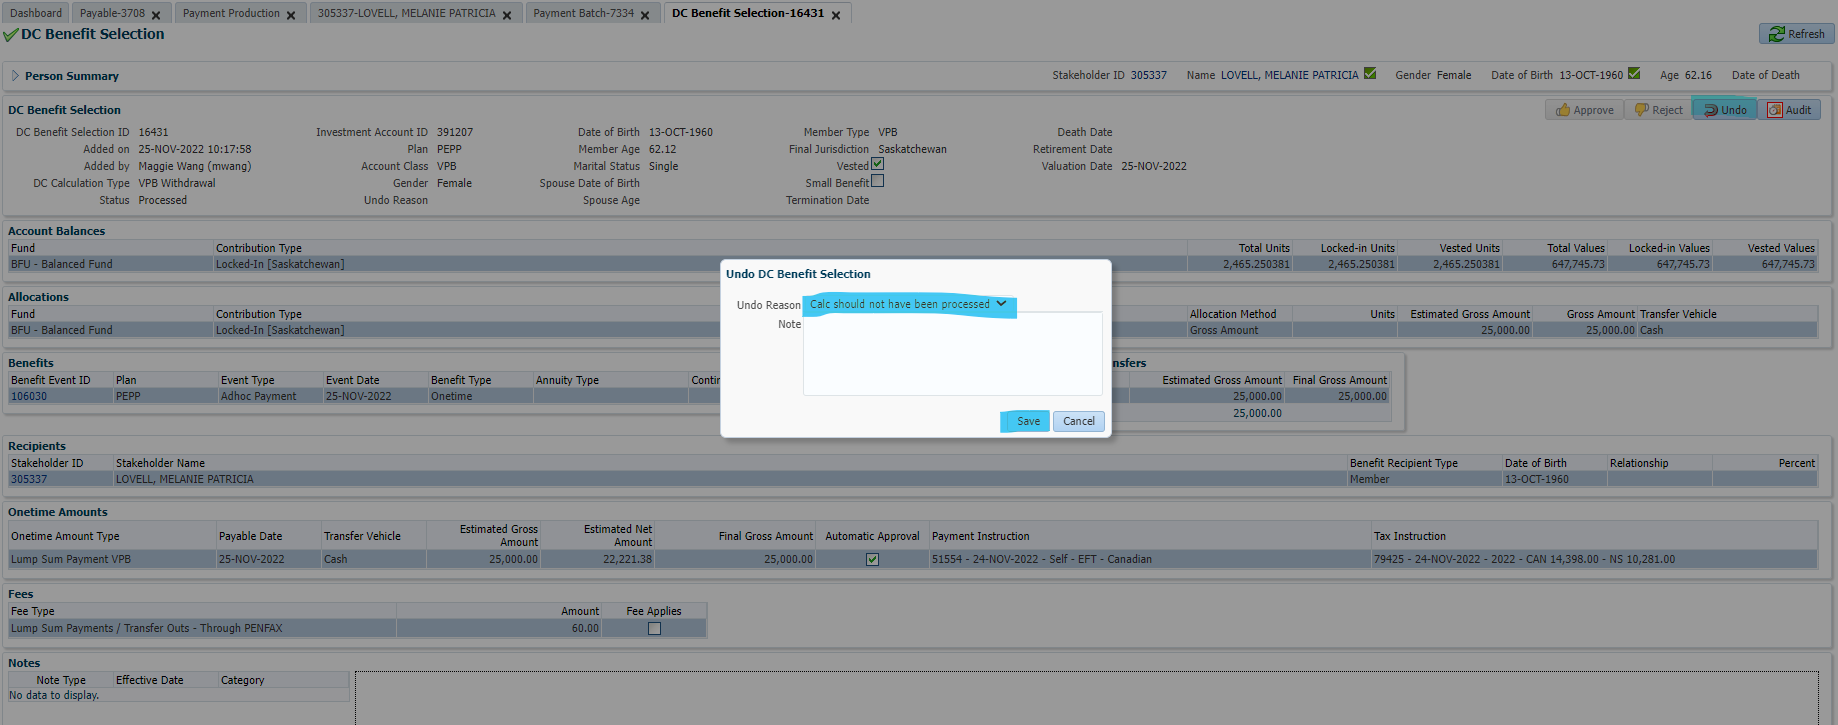 Dashboard Payable-3708 Payment Production 305337-LOVELL, MELANIE PATRICIA Payment Batch-7334 DC Benefit Selection-16431
DC Benefit Selection Refresh
Person Summary Stakeholder ID 305337 Name LOVELL, MELANIE PATRICIA Gender Female Date of Birth 13-OCT-1960 Age 62.16 Date of Death
DC Benefit Selection Approve Reject Undo Audit
DC Benefit Selection ID 16431 Investment Account ID 391207 Date of Birth 13-OCT-1960 Member Type VPB Death Date
Added on 25-NOV-2022 10:17:58 Plan PEPP Member Age 62.12 Final Jurisdiction Saskatchewan Retirement Date
Added by Maggie Wang (mwang) Account Class VPB Marital Status Single Vested Valuation Date 25-NOV-2022
DC Calculation Type VPB Withdrawal Gender Female Spouse Date of Birth Small Benefit
Status Processed Undo Reason Spouse Age Termination Date
Account Balances
Fund Contribution Type Total Units Locked-in Units Vested Units Total Values Locked-in Values Vested Values
BFU - Balanced Fund Locked-In [Saskatchewan] 2,465.250381 2,465.250381 2,465.250381 647,745.73 647,745.73 647,745.73
Undo DC Benefit Selection
Undo Reason Calc should not have been processed
Note
Save Cancel
Allocations
Fund Contribution Type Allocation Method Units Estimated Gross Amount Gross Amount Transfer Vehicle
BFU - Balanced Fund Locked-In [Saskatchewan] Gross Amount 25,000.00 25,000.00 Cash
Benefits nsfers
Benefit Event ID Plan Event Type Event Date Benefit Type Annuity Type Contin Estimated Gross Amount Final Gross Amount
106030 PEPP Adhoc Payment 25-NOV-2022 Onetime 25,000.00 25,000.00
25,000.00
Recipients
Stakeholder ID Stakeholder Name Benefit Recipient Type Date of Birth Relationship Percent
305337 LOVELL, MELANIE PATRICIA Member 13-OCT-1960
Onetime Amounts
Onetime Amount Type Payable Date Transfer Vehicle Estimated Gross Amount Estimated Net Amount Final Gross Amount Automatic Approval Payment Instruction Tax Instruction
Lump Sum Payment VPB 25-NOV-2022 Cash 25,000.00 22,221.38 25,000.00 51554 - 24-NOV-2022 - Self - EFT - Canadian 79425 - 24-NOV-2022 - 2022 - CAN 14,398.00 - NS 10,281.00
Fees
Fee Type Amount Fee Applies
Lump Sum Payments / Transfer Outs - Through PENFAX 60.00
Notes
Note Type Effective Date Category
No data to display.